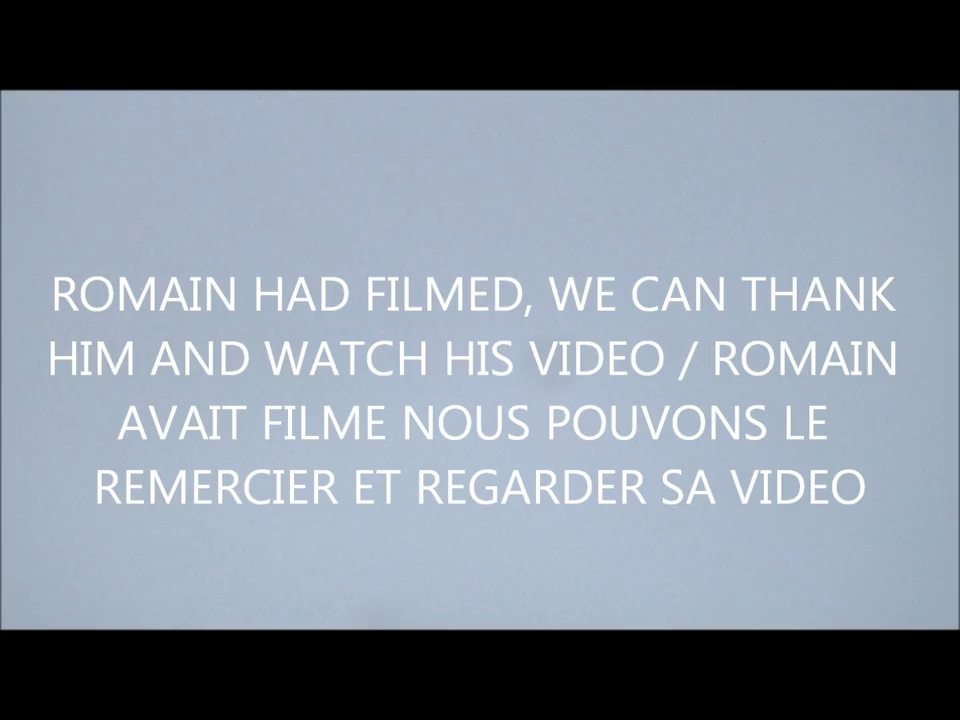 ROMAIN HAD FILMED, WE CAN THANK
HIM AND WATCH HIS VIDEO / ROMAIN
AVAIT FILME NOUS POUVONS LE
REMERCIER ET REGARDER SA VIDEO